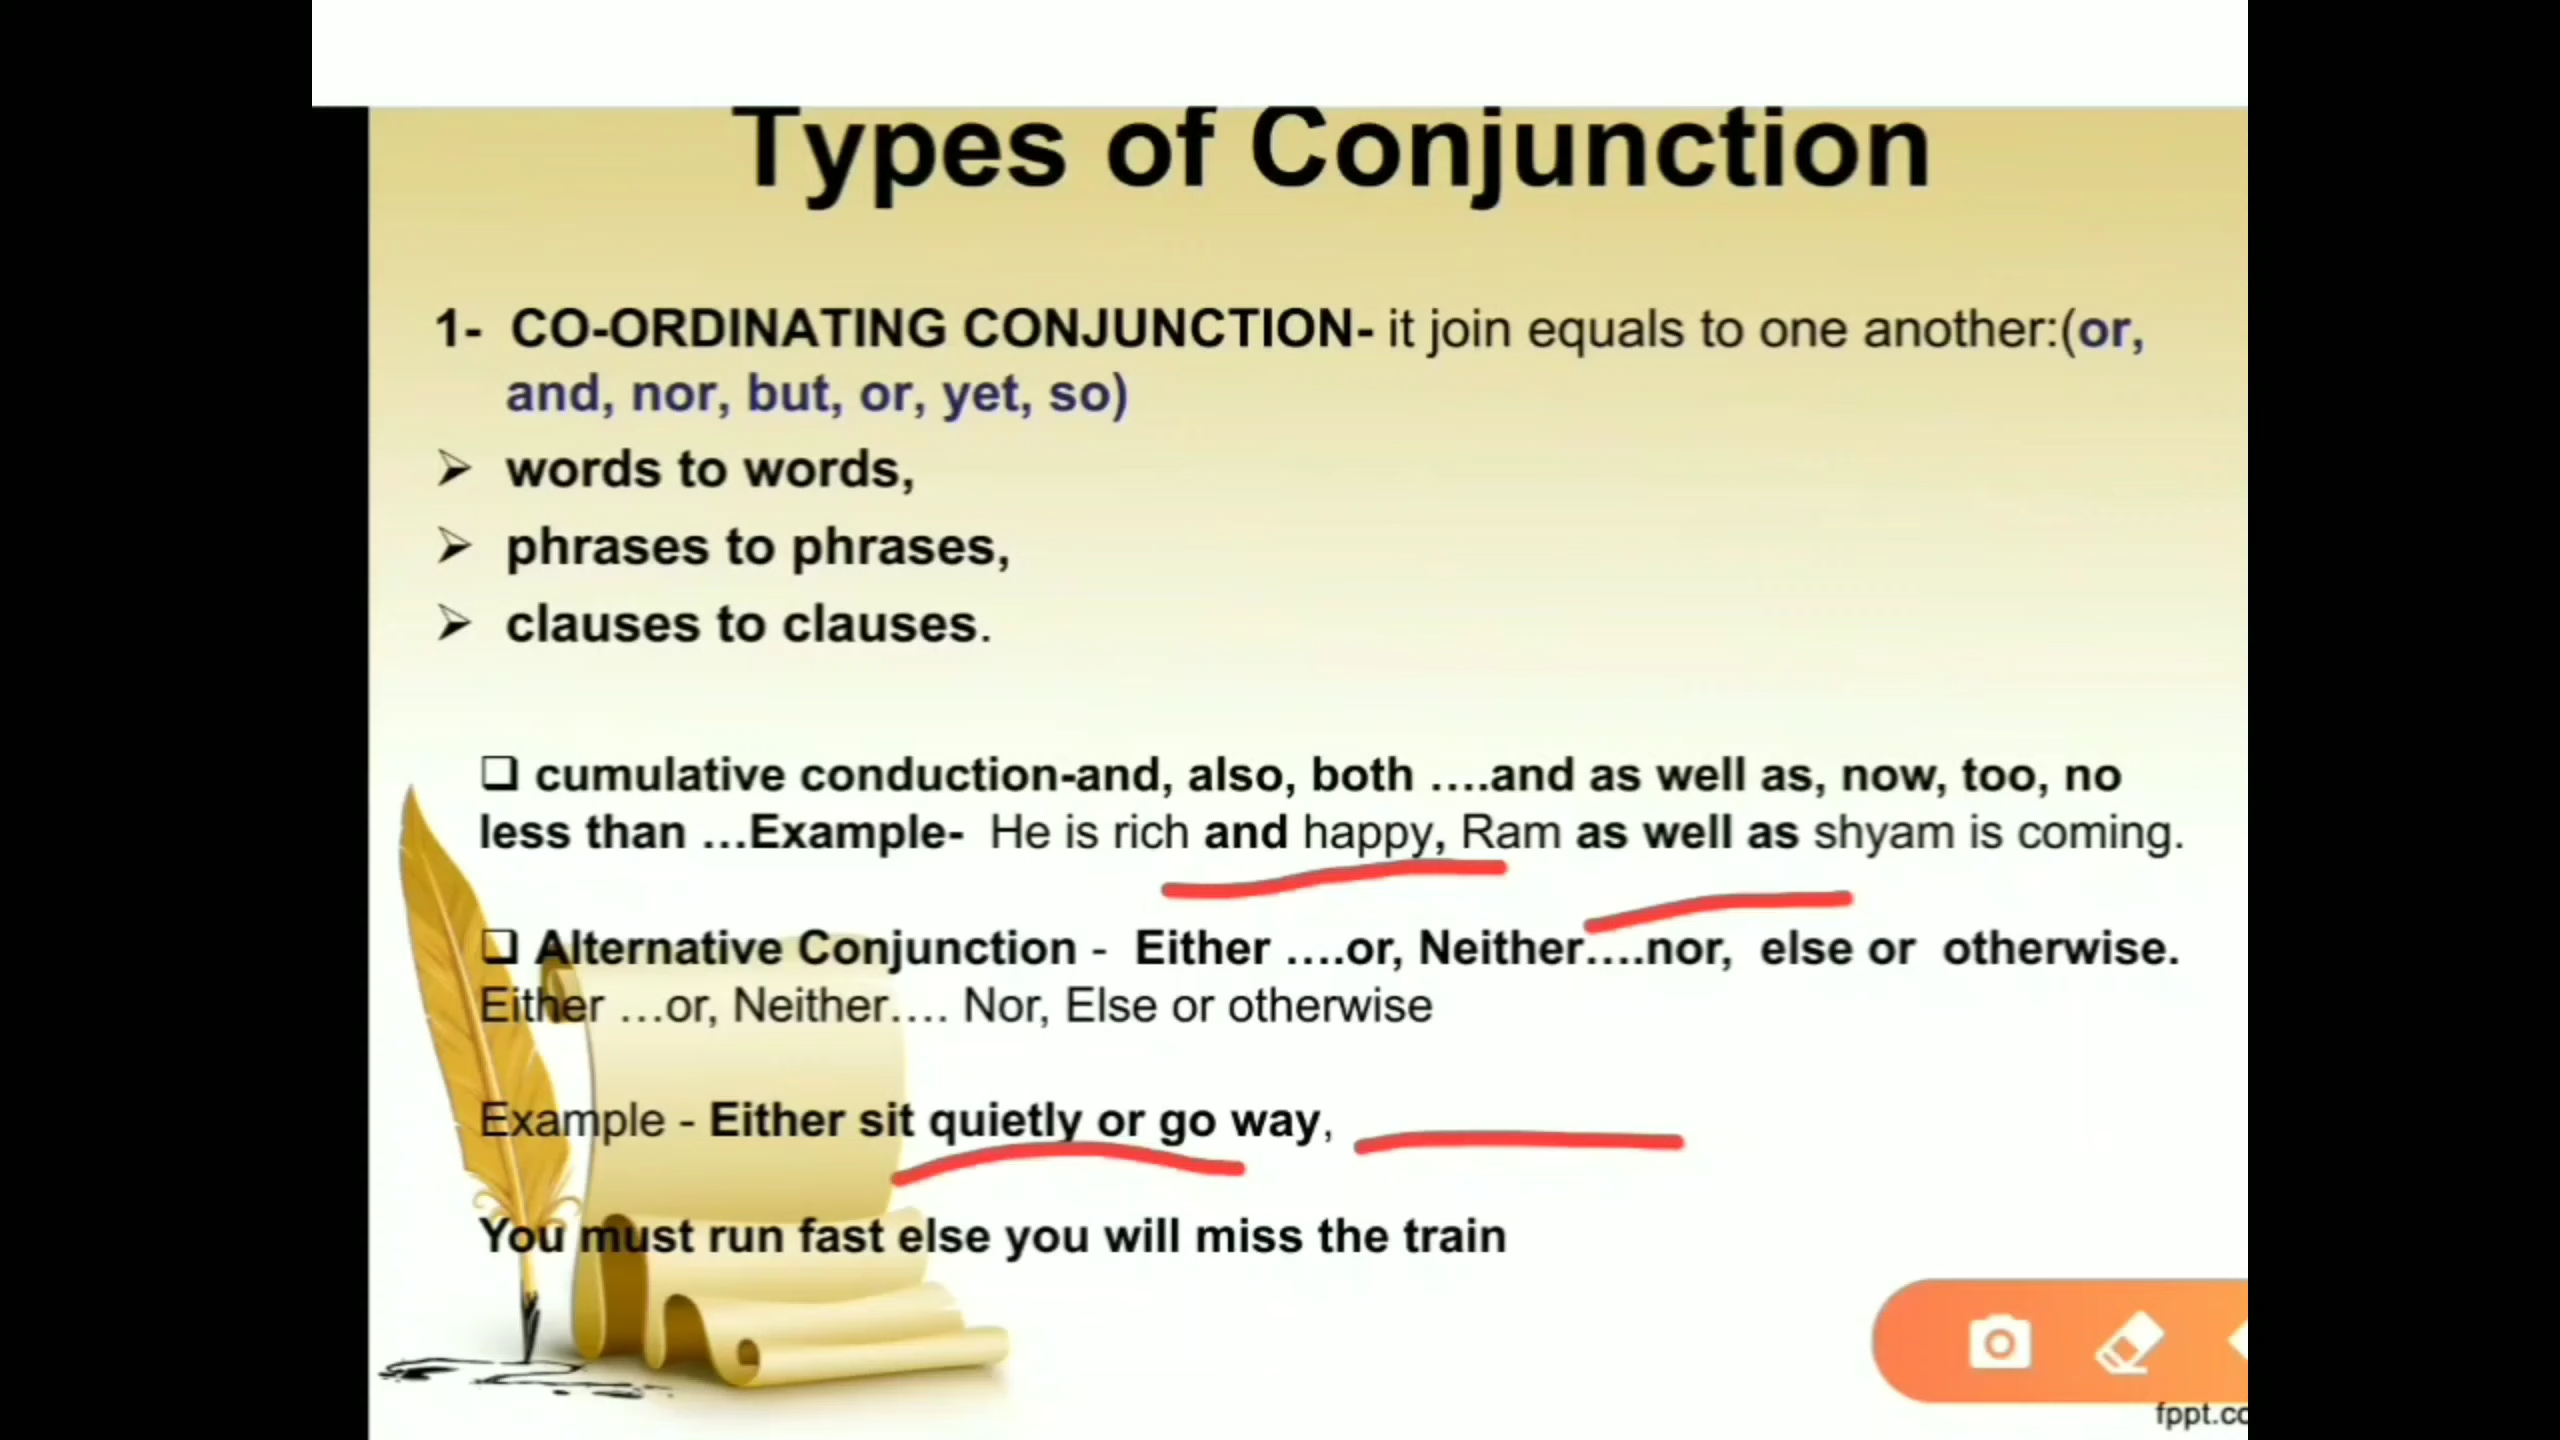 Types of Conjunction
1- CO-ORDINATING CONJUNCTION- it join equals to one another:(or,
and, nor, but, or, yet, so)
words to words,
phrases to phrases,
clauses to clauses.
cumulative conduction-and, also, both ....and as well as, now, too, no
less than ...Example- He is rich and happy, Ram as well as shyam is coming.
Alternative Conjunction - Either ....or, Neither....nor, else or otherwise.
Either ...or, Neither.... Nor, Else or otherwise
Example - Either sit quietly or go way,
You must run fast else you will miss the train